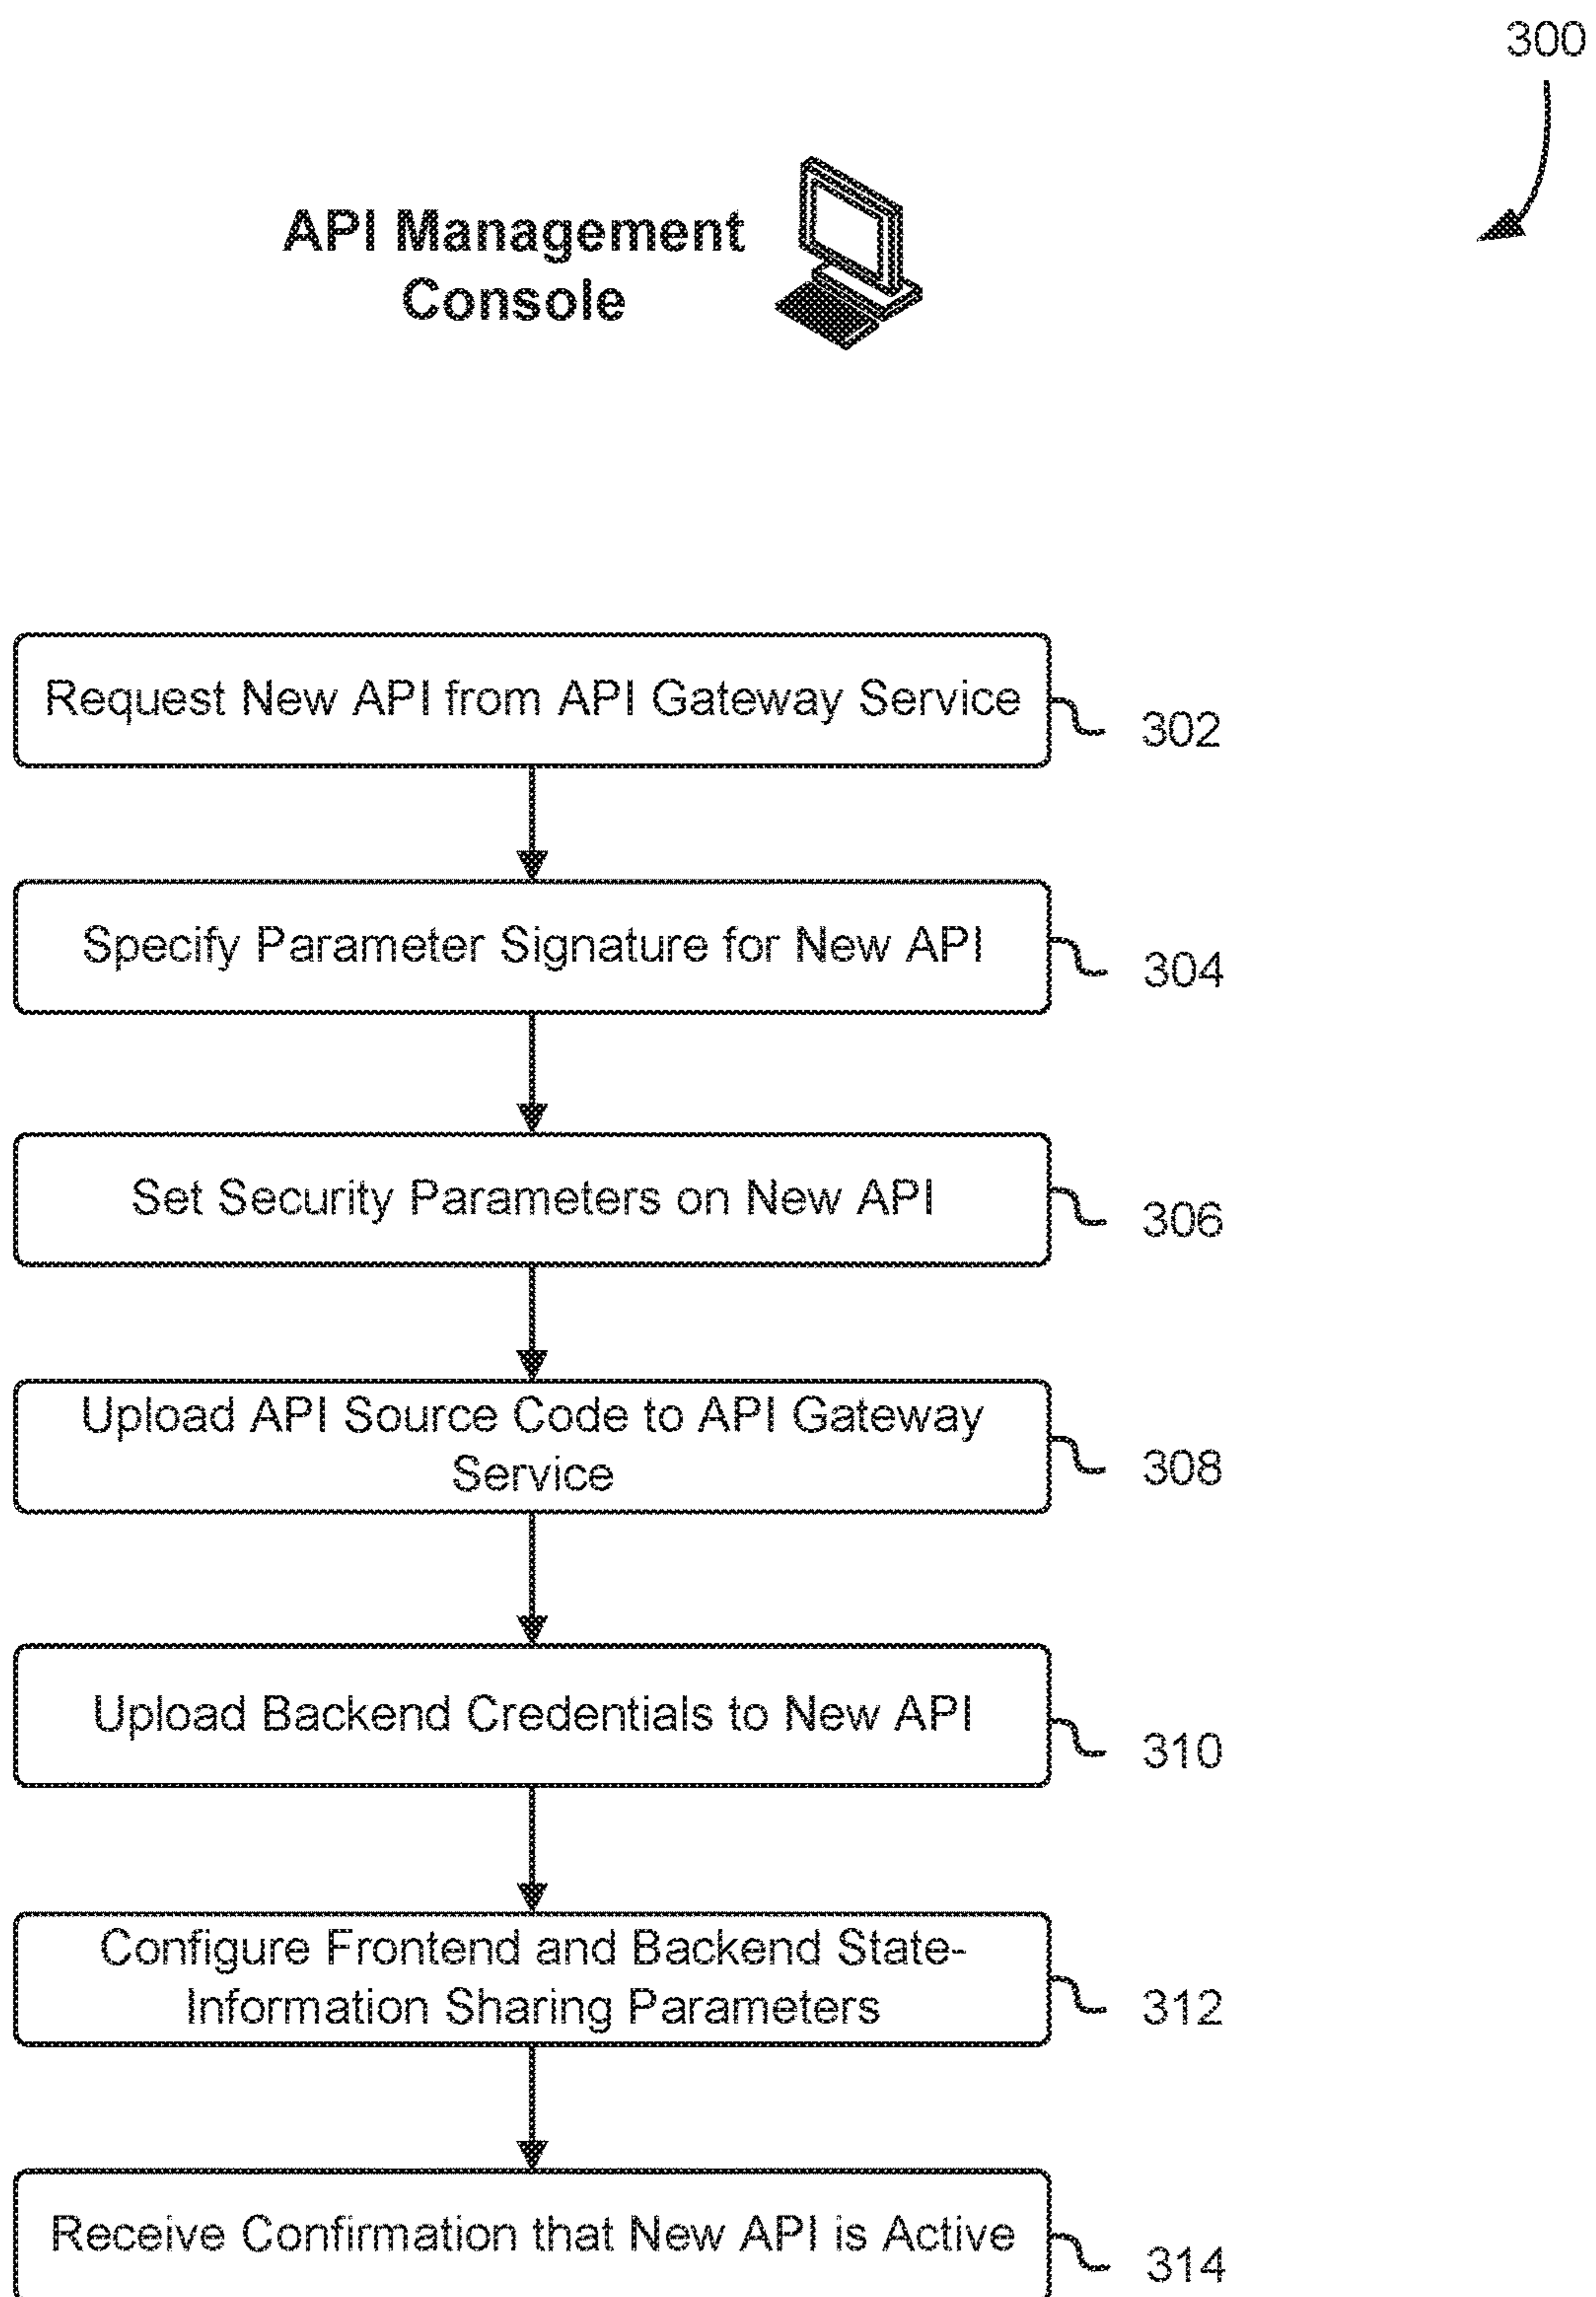 300
API Management
Console
Request New API from API Gateway Service
302
Specify Parameter Signature for New API
304
Set Security Parameters on New API
306
Upload API Source Code to API Gateway
Service
308
Upload Backend Credentials to New API
310
Configure Frontend and Backend State-
Information Sharing Parameters
312
Receive Confirmation that New API is Active
314